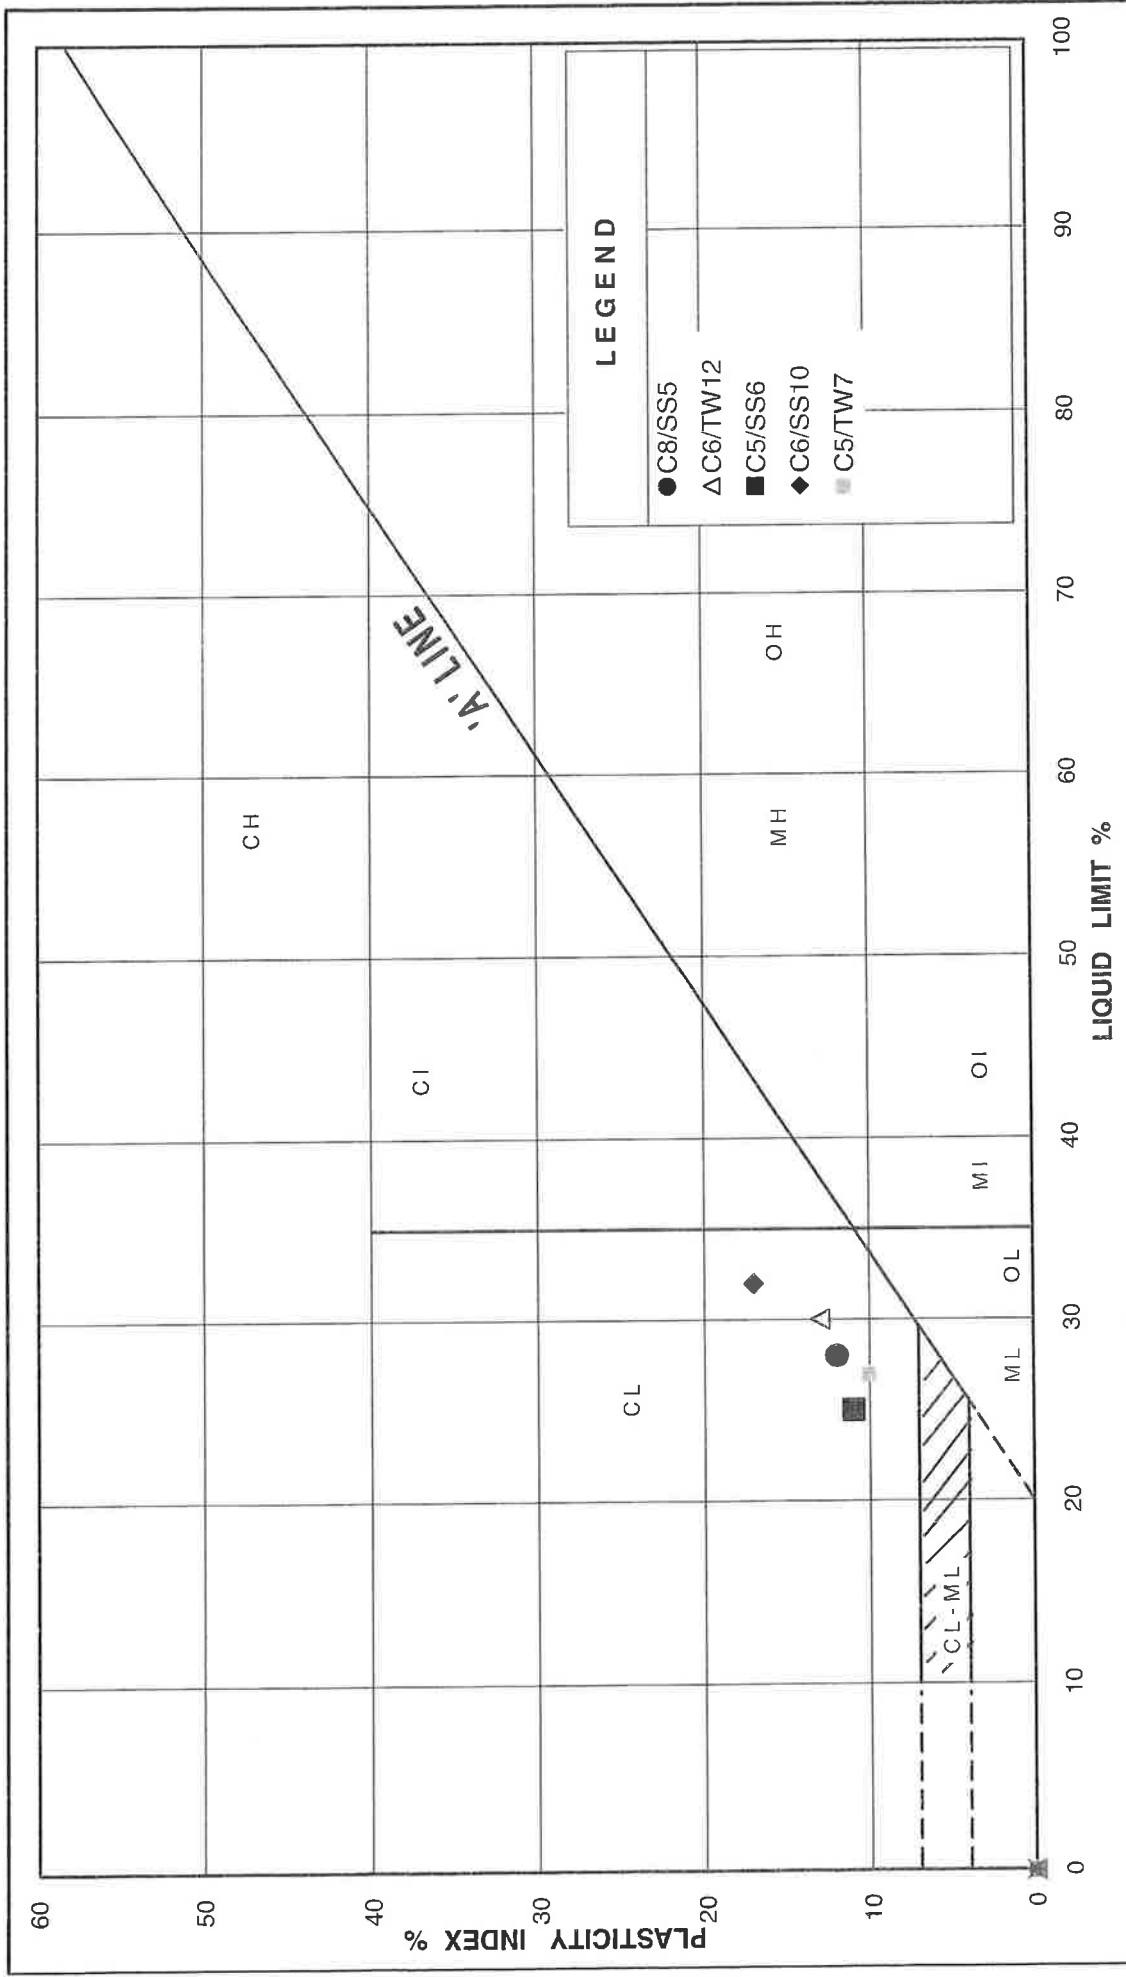 60
50
40
30
20
10
0
PLASTICITY INDEX %
CH
CI
CL
'A' LINE
CL-ML
ML
OL
MI
OI
MH
OH
LEGEND
C8/SS5
C6/TW12
C5/SS6
C6/SS10
C5/TW7
0
10
20
30
40
50
60
70
80
90
100
LIQUID LIMIT %